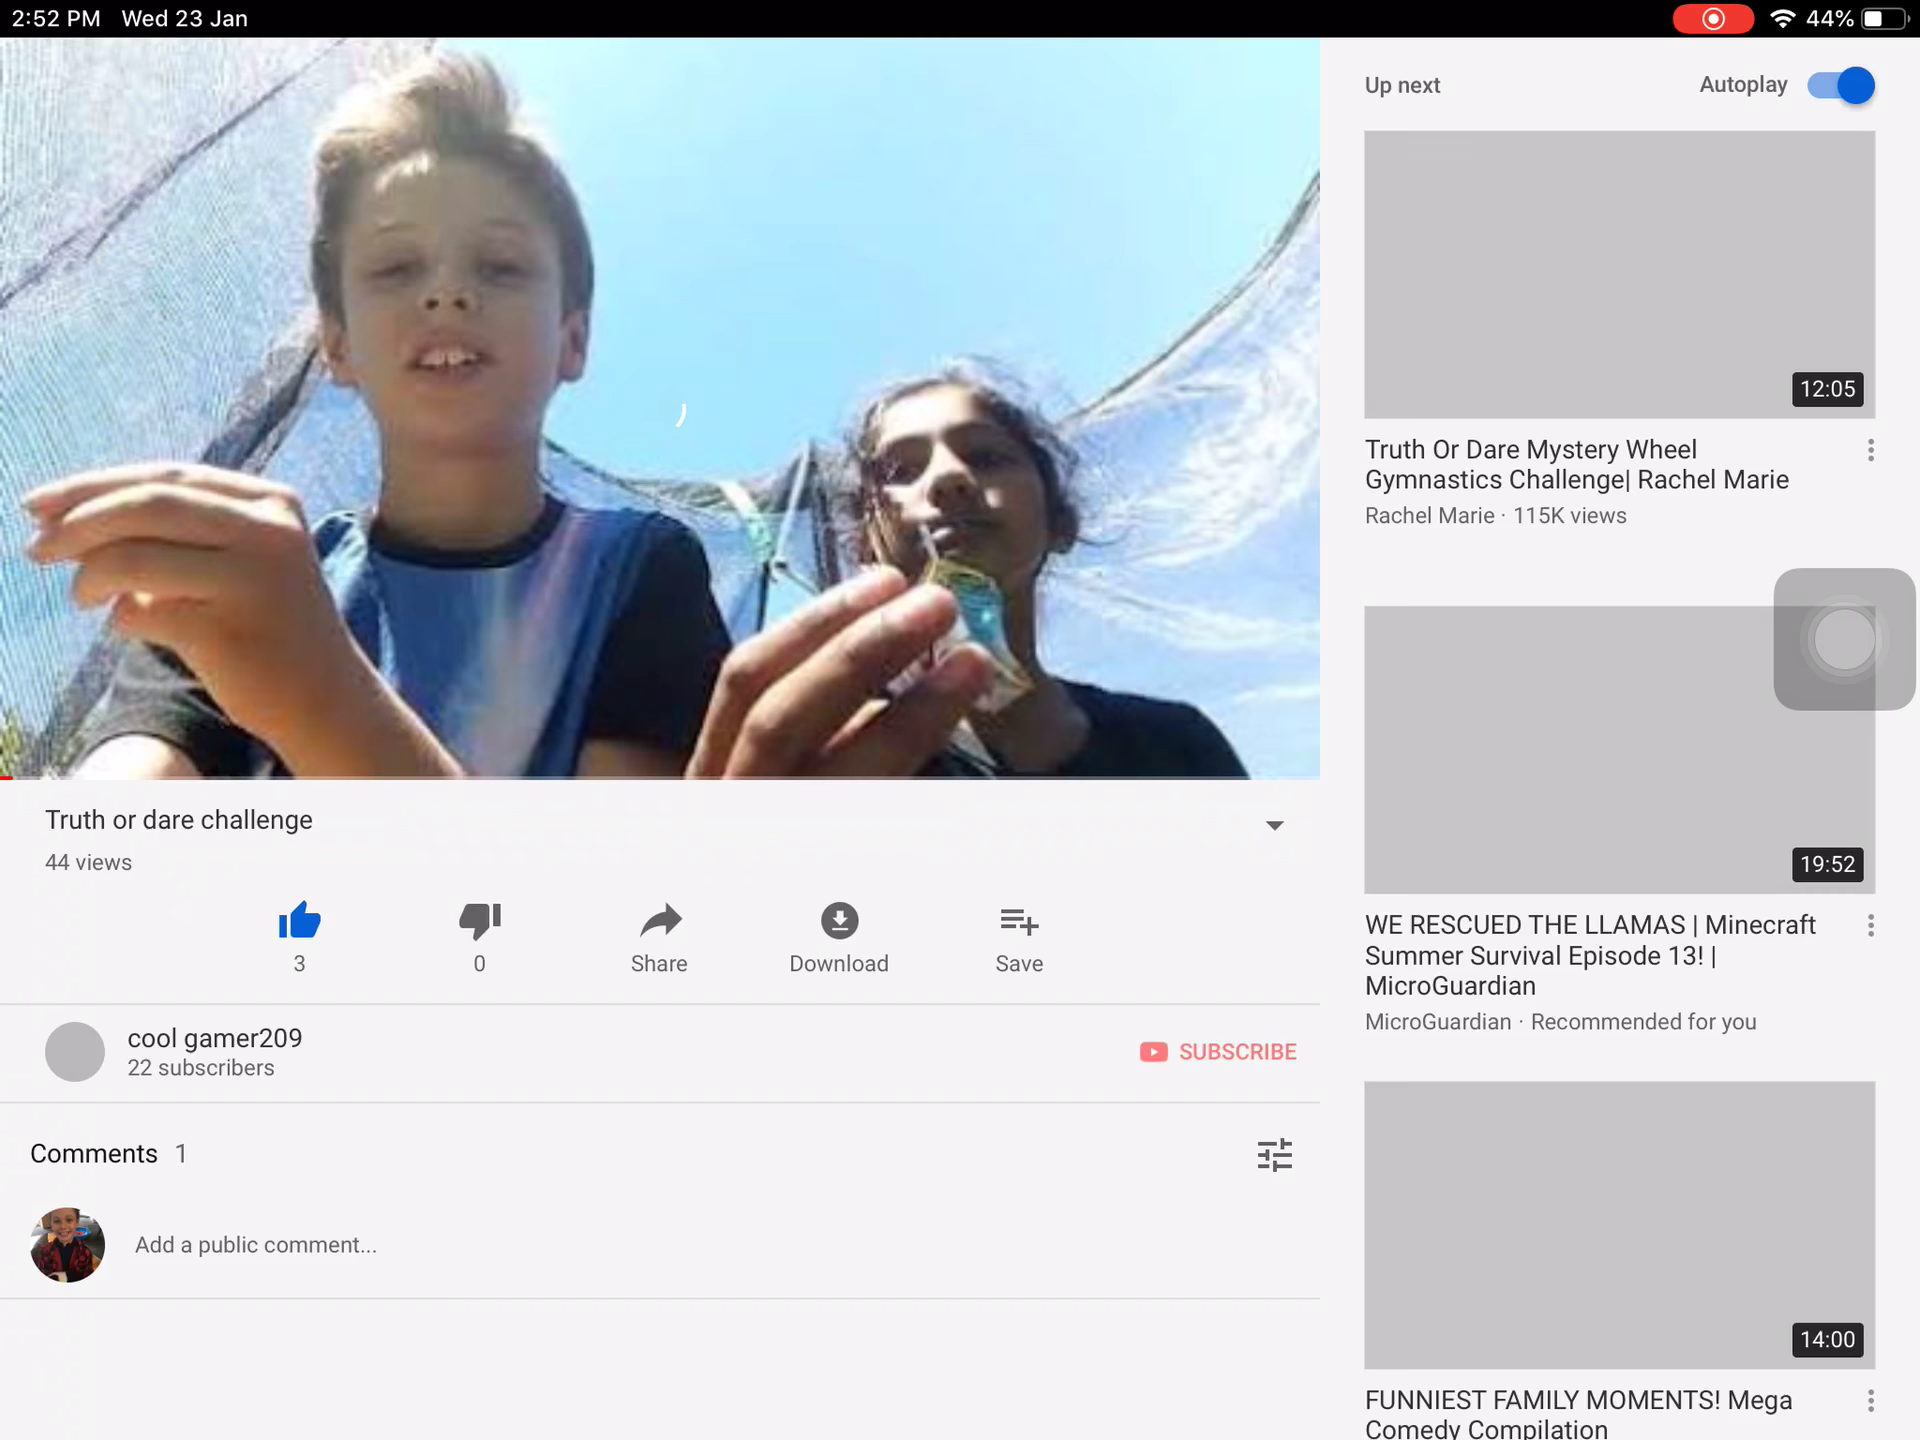 2:52 PM Wed 23 Jan
44%
Up next
Autoplay
12:05
Truth Or Dare Mystery Wheel
Gymnastics Challenge| Rachel Marie
Rachel Marie · 115K views
19:52
WE RESCUED THE LLAMAS | Minecraft
Summer Survival Episode 13! |
MicroGuardian
MicroGuardian · Recommended for you
14:00
FUNNIEST FAMILY MOMENTS! Mega
Comedy Compilation
Truth or dare challenge
44 views
3
0
Share
Download
Save
cool gamer209
22 subscribers
SUBSCRIBE
Comments 1
Add a public comment...